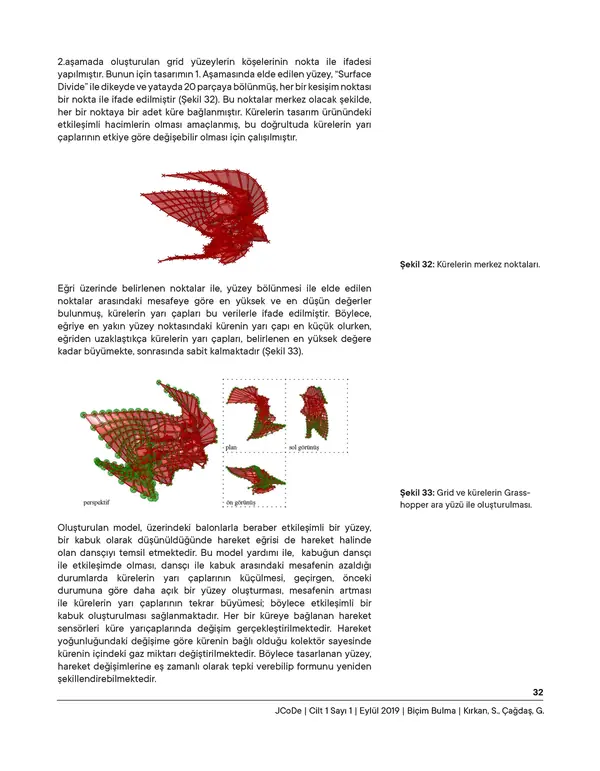 2.aşamada oluşturulan grid yüzeylerin köşelerinin nokta ile ifadesi
yapılmıştır. Bunun için tasarımın 1. Aşamasında elde edilen yüzey, “Surface
Divide” ile dikeyde ve yatayda 20 parçaya bölünmüş, her bir kesişim noktası
bir nokta ile ifade edilmiştir (Şekil 32). Bu noktalar merkez olacak şekilde,
her bir noktaya bir adet küre bağlanmıştır. Kürelerin tasarım ürünündeki
etkileşimli hacimlerin olması amaçlanmış, bu doğrultuda kürelerin yarı
çaplarının etkiye göre değişebilir olması için çalışılmıştır.
Şekil 32: Kürelerin merkez noktaları.
Eğri üzerinde belirlenen noktalar ile, yüzey bölünmesi ile elde edilen
noktalar arasındaki mesafeye göre en yüksek ve en düşün değerler
bulunmuş, kürelerin yarı çapları bu verilerle ifade edilmiştir. Böylece,
eğriye en yakın yüzey noktasındaki kürenin yarı çapı en küçük olurken,
eğriden uzaklaştıkça kürelerin yarı çapları, belirlenen en yüksek değere
kadar büyümekte, sonrasında sabit kalmaktadır (Şekil 33).
plan
sol görünüş
perspektif
ön görünüş
Şekil 33: Grid ve kürelerin Grass-
hopper ara yüzü ile oluşturulması.
Oluşturulan model, üzerindeki balonlarla beraber etkileşimli bir yüzey,
bir kabuk olarak düşünüldüğünde hareket eğrisi de hareket halinde
olan dansçıyı temsil etmektedir. Bu model yardımı ile, kabuğun dansçı
ile etkileşimde olması, dansçı ile kabuk arasındaki mesafenin azaldığı
durumlarda kürelerin yarı çaplarının küçülmesi, geçirgen, önceki
durumuna göre daha açık bir yüzey oluşturması, mesafenin artması
ile kürelerin yarı çaplarının tekrar büyümesi; böylece etkileşimli bir
kabuk oluşturulması sağlanmaktadır. Her bir küreye bağlanan hareket
sensörleri küre yarıçaplarında değişim gerçekleştirilmektedir. Hareket
yoğunluğundaki değişime göre kürenin bağlı olduğu kolektör sayesinde
kürenin içindeki gaz miktarı değiştirilmektedir. Böylece tasarlanan yüzey,
hareket değişimlerine eş zamanlı olarak tepki verebilip formunu yeniden
şekillendirebilmektedir.
32
JCoDe | Cilt 1 Sayı 1 | Eylül 2019 | Biçim Bulma | Kırkan, S., Çağdaş, G.